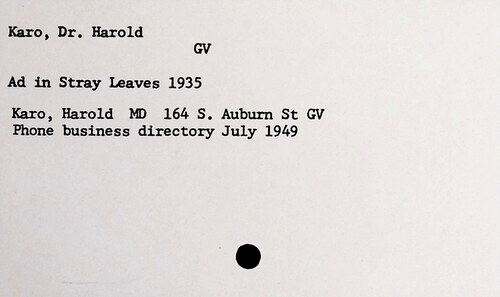 Karo, Dr. Harold
GV
Ad in Stray Leaves 1935
Karo, Harold MD 164 S. Auburn St GV
Phone business directory July 1949